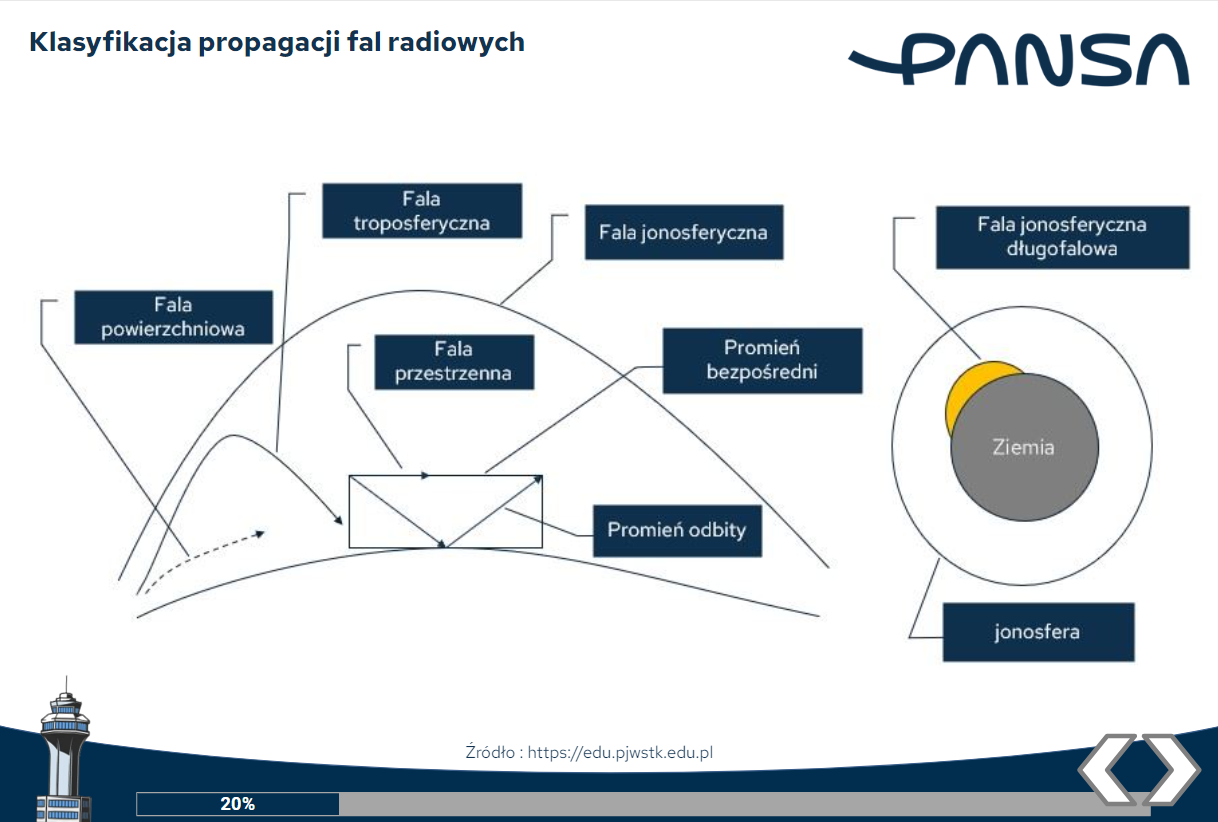 Klasyfikacja propagacji fal radiowych
PANSA
Fala
troposferyczna
Fala jonosferyczna
Fala jonosferyczna
długofalowa
Fala
powierzchniowa
Fala
przestrzenna
Promień
bezpośredni
Ziemia
Promień odbity
jonosfera
Źródło : https://edu.pjwstk.edu.pl
20%